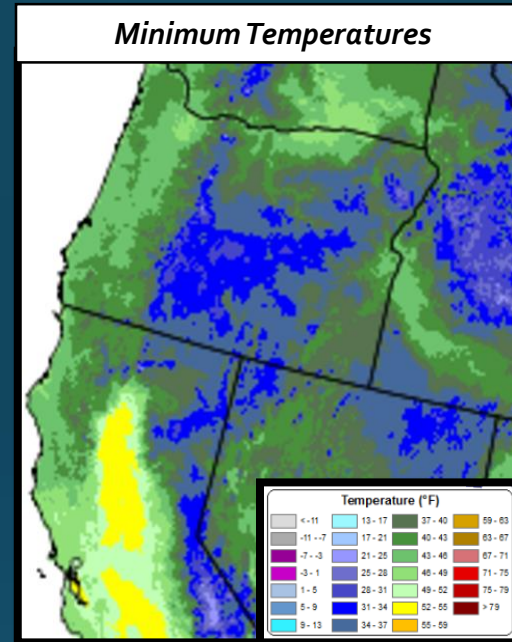 Minimum Temperatures
Temperature (°F)
< -11 13 - 17 37 - 40 59 - 63
-11 - -7 17 - 21 40 - 43 63 - 67
-7 - -3 21 - 25 43 - 46 67 - 71
-3 - 1 25 - 28 46 - 49 71 - 75
1 - 5 28 - 31 49 - 52 75 - 79
5 - 9 31 - 34 52 - 55 > 79
9 - 13 34 - 37 55 - 59